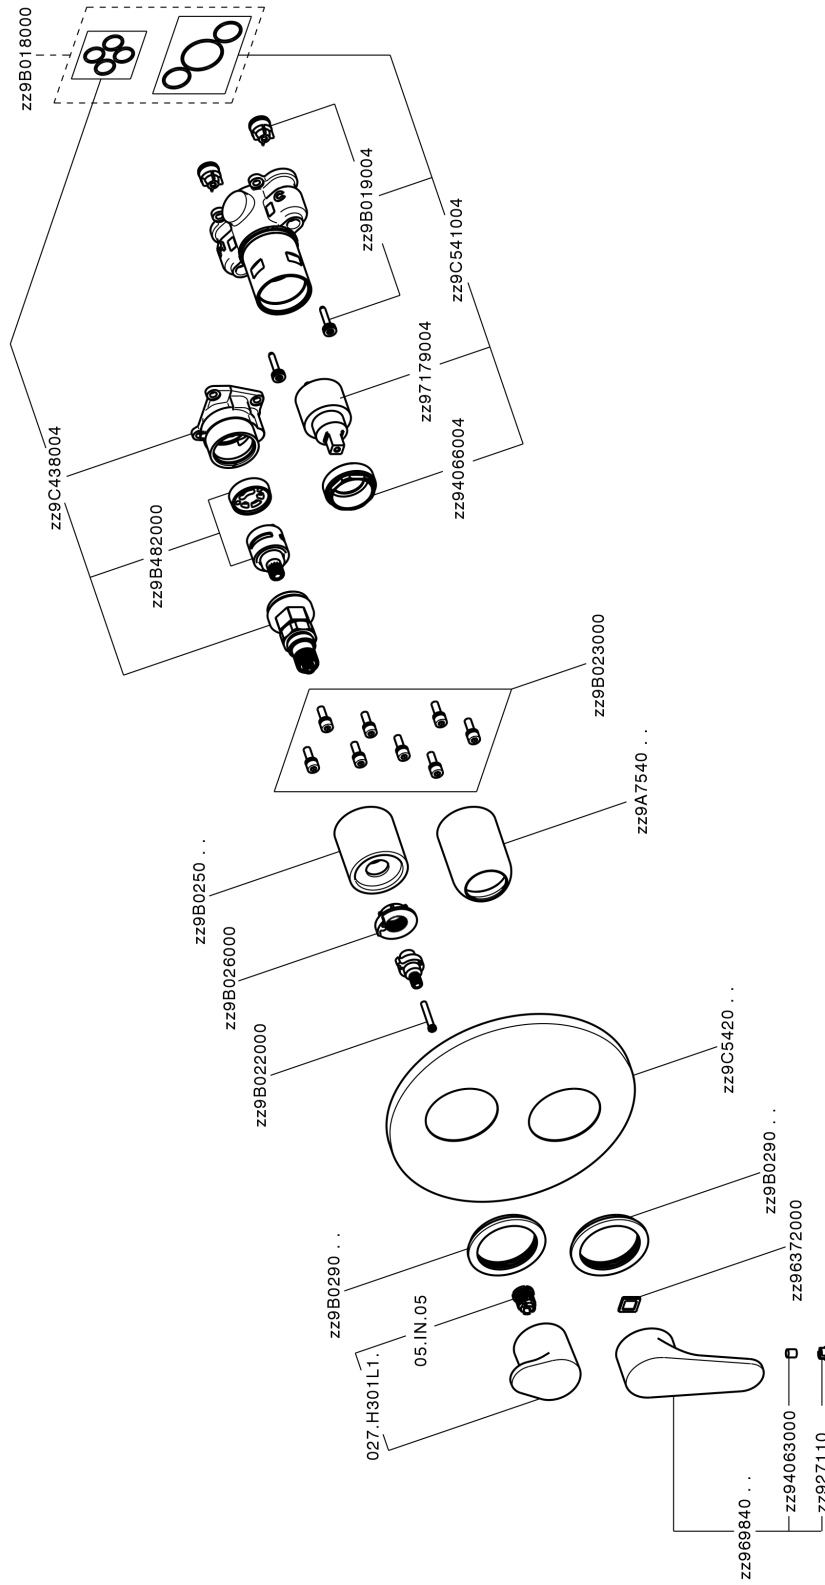 zz9B018000
zz9B019004
zz9C541004
zz97179004
zz94066004
zz9C438004
zz9B482000
zz9B023000
zz9A7540 . .
zz9B0250 . .
zz9B026000
zz9B022000
zz9C5420 . .
zz9B0290 . .
zz96372000
zz9B0290 . .
05.IN.05
027.H301L1.
zz94063000
zz927110
zz969840 . .